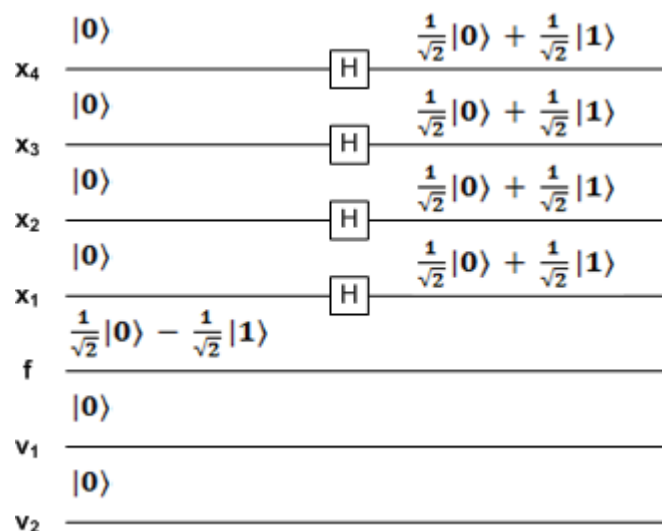 |0⟩ 1/√2|0⟩ + 1/√2|1⟩
x₄ H
|0⟩ 1/√2|0⟩ + 1/√2|1⟩
x₃ H
|0⟩ 1/√2|0⟩ + 1/√2|1⟩
x₂ H
|0⟩ 1/√2|0⟩ + 1/√2|1⟩
x₁ H
1/√2|0⟩ − 1/√2|1⟩
f
|0⟩
v₁
|0⟩
v₂